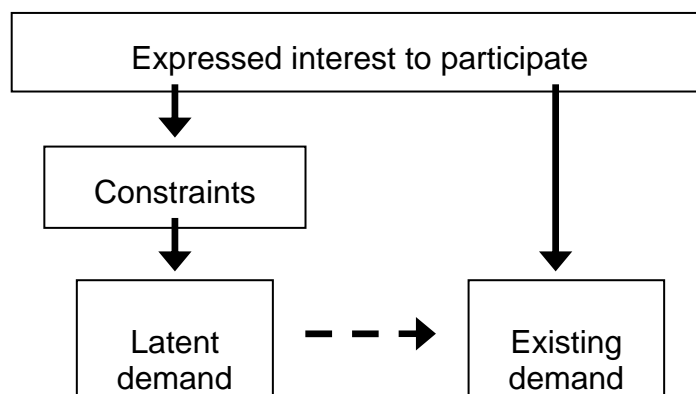 Expressed interest to participate
Constraints
Latent
demand
Existing
demand